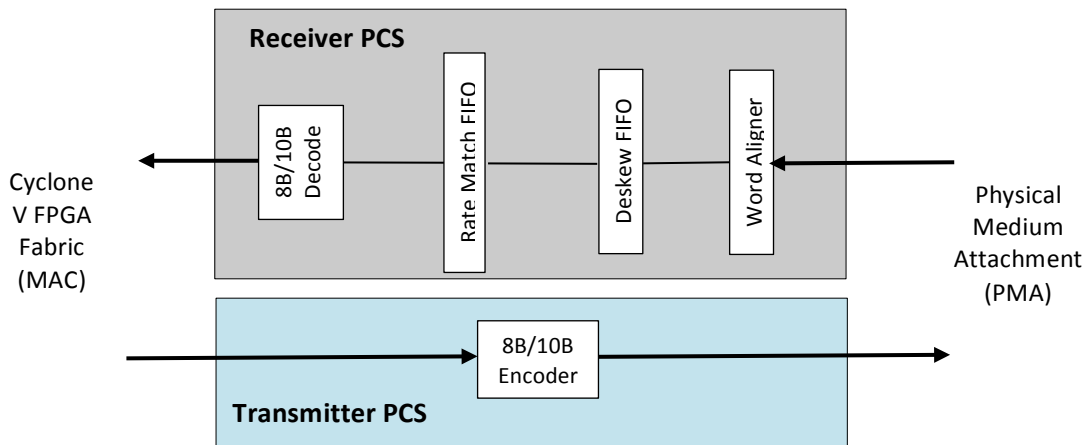 Receiver PCS
8B/10B
Decode
Rate Match FIFO
Deskew FIFO
Word Aligner
Cyclone
V FPGA
Fabric
(MAC)
Physical
Medium
Attachment
(PMA)
8B/10B
Encoder
Transmitter PCS